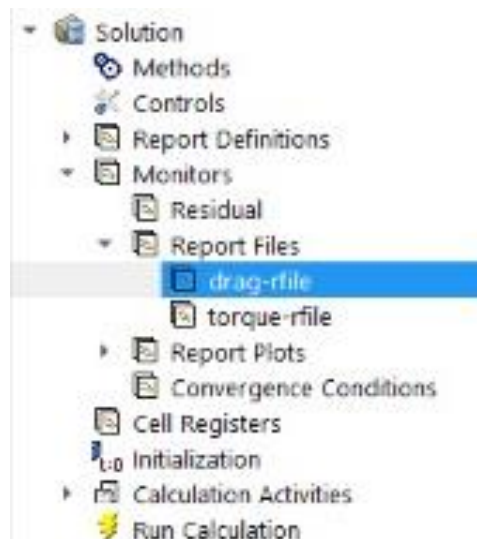 Solution
Methods
Controls
Report Definitions
Monitors
Residual
Report Files
drag-rfile
torque-rfile
Report Plots
Convergence Conditions
Cell Registers
t=0 Initialization
Calculation Activities
Run Calculation